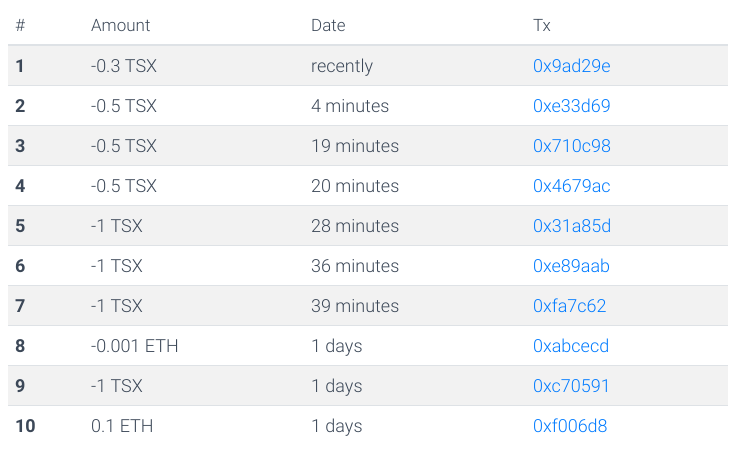 # Amount Date Tx
1 -0.3 TSX recently 0x9ad29e
2 -0.5 TSX 4 minutes 0xe33d69
3 -0.5 TSX 19 minutes 0x710c98
4 -0.5 TSX 20 minutes 0x4679ac
5 -1 TSX 28 minutes 0x31a85d
6 -1 TSX 36 minutes 0xe89aab
7 -1 TSX 39 minutes 0xfa7c62
8 -0.001 ETH 1 days 0xabcecd
9 -1 TSX 1 days 0xc70591
10 0.1 ETH 1 days 0xf006d8